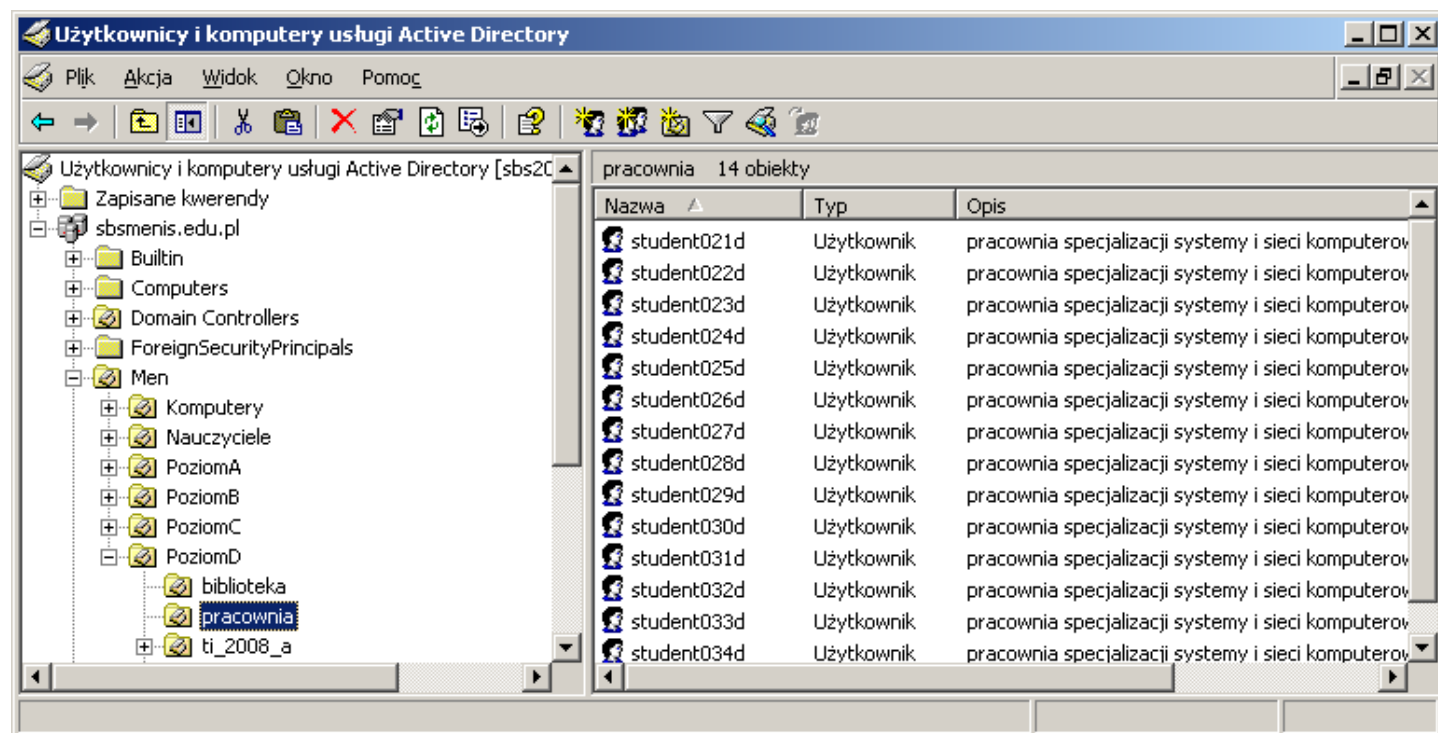 Użytkownicy i komputery usługi Active Directory
Plik Akcja Widok Okno Pomoc
Użytkownicy i komputery usługi Active Directory [sbs20
Zapisane kwerendy
sbsmenis.edu.pl
Builtin
Computers
Domain Controllers
ForeignSecurityPrincipals
Men
Komputery
Nauczyciele
PoziomA
PoziomB
PoziomC
PoziomD
biblioteka
pracownia
ti_2008_a
pracownia 14 obiekty
Nazwa Typ Opis
student021d Użytkownik pracownia specjalizacji systemy i sieci komputerow
student022d Użytkownik pracownia specjalizacji systemy i sieci komputerow
student023d Użytkownik pracownia specjalizacji systemy i sieci komputerow
student024d Użytkownik pracownia specjalizacji systemy i sieci komputerow
student025d Użytkownik pracownia specjalizacji systemy i sieci komputerow
student026d Użytkownik pracownia specjalizacji systemy i sieci komputerow
student027d Użytkownik pracownia specjalizacji systemy i sieci komputerow
student028d Użytkownik pracownia specjalizacji systemy i sieci komputerow
student029d Użytkownik pracownia specjalizacji systemy i sieci komputerow
student030d Użytkownik pracownia specjalizacji systemy i sieci komputerow
student031d Użytkownik pracownia specjalizacji systemy i sieci komputerow
student032d Użytkownik pracownia specjalizacji systemy i sieci komputerow
student033d Użytkownik pracownia specjalizacji systemy i sieci komputerow
student034d Użytkownik pracownia specjalizacji systemy i sieci komputerow